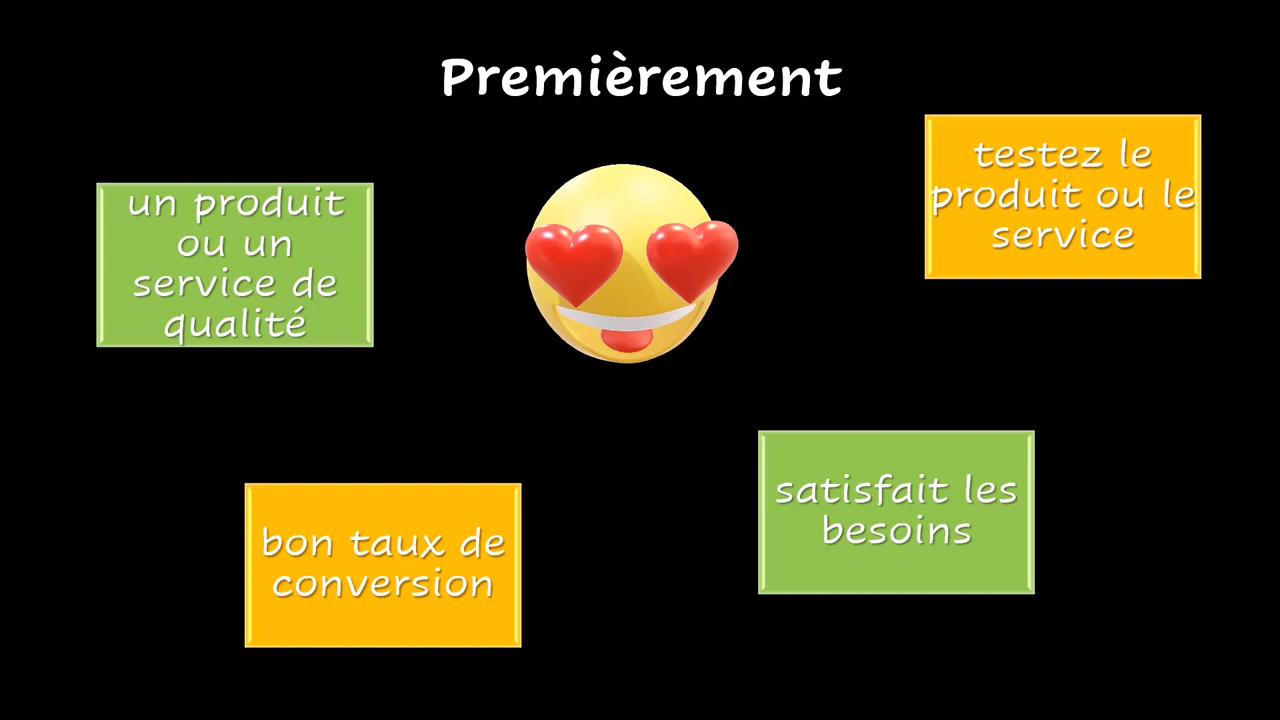 Premièrement
un produit
ou un
service de
qualité
testez le
produit ou le
service
bon taux de
conversion
satisfait les
besoins